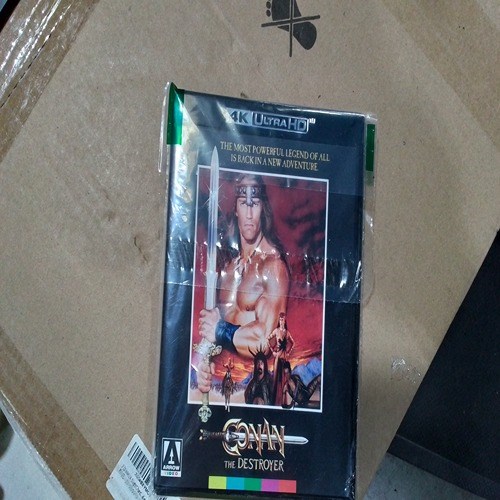 4K ULTRA HD
THE MOST POWERFUL LEGEND OF ALL
IS BACK IN A NEW ADVENTURE
CONAN
THE DESTROYER
ARROW
VIDEO